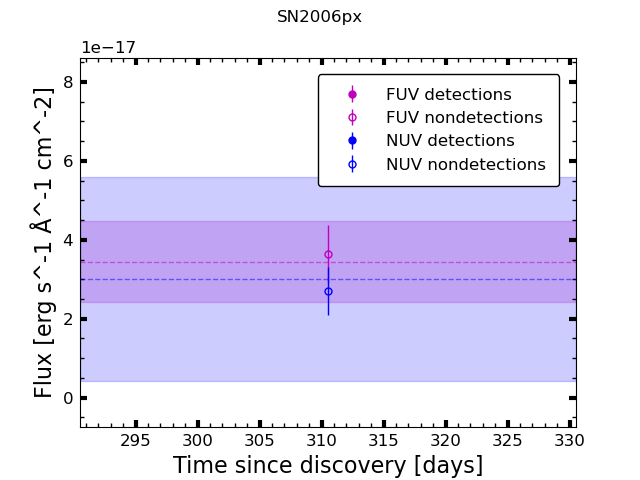 SN2006px
1e−17
8
6
4
2
0
Flux [erg s^-1 Å^-1 cm^-2]
FUV detections
FUV nondetections
NUV detections
NUV nondetections
295 300 305 310 315 320 325 330
Time since discovery [days]